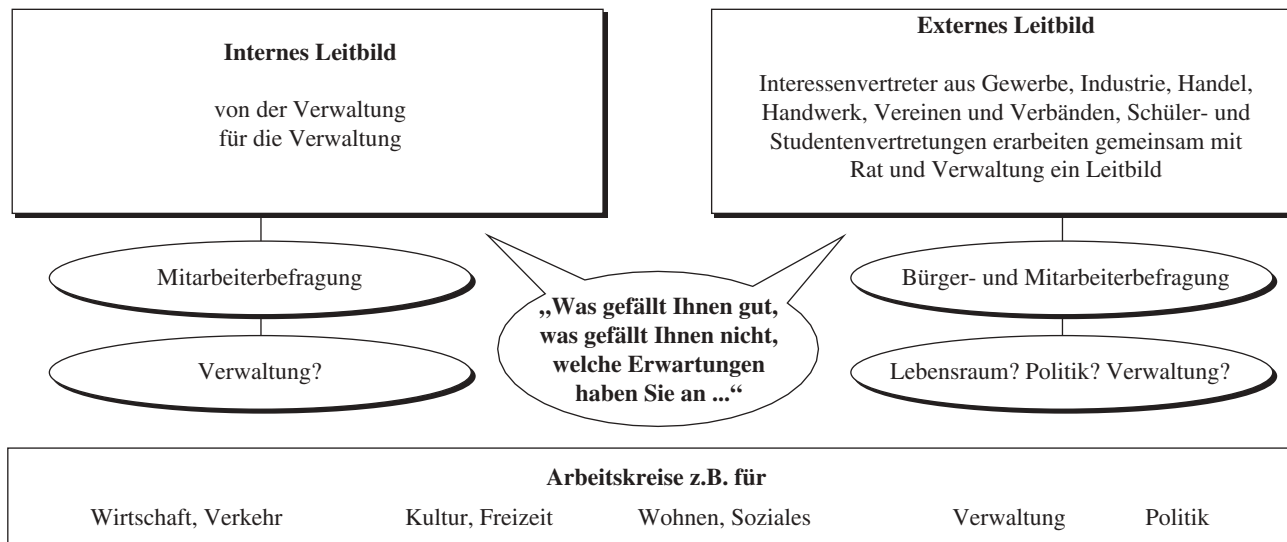 Internes Leitbild
von der Verwaltung
für die Verwaltung
Externes Leitbild
Interessenvertreter aus Gewerbe, Industrie, Handel,
Handwerk, Vereinen und Verbänden, Schüler- und
Studentenvertretungen erarbeiten gemeinsam mit
Rat und Verwaltung ein Leitbild
Mitarbeiterbefragung
Verwaltung?
„Was gefällt Ihnen gut,
was gefällt Ihnen nicht,
welche Erwartungen
haben Sie an ...“
Bürger- und Mitarbeiterbefragung
Lebensraum? Politik? Verwaltung?
Arbeitskreise z.B. für
Wirtschaft, Verkehr Kultur, Freizeit Wohnen, Soziales Verwaltung Politik